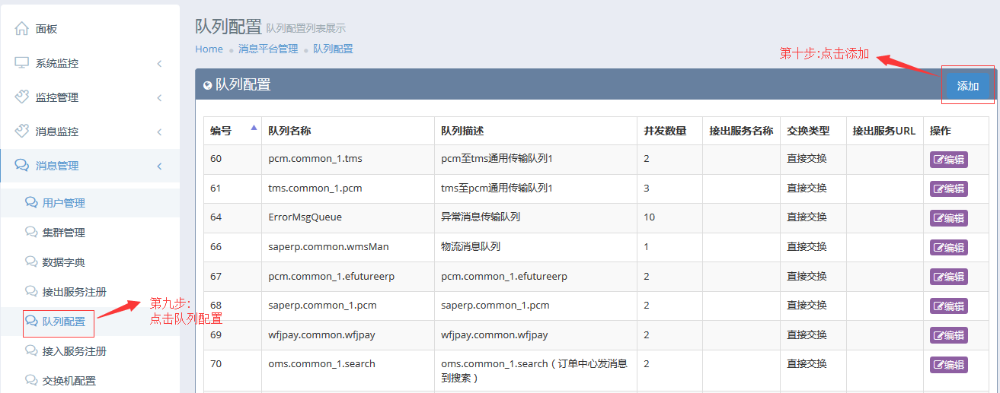 面板
系统监控
监控管理
消息监控
消息管理
用户管理
集群管理
数据字典
接出服务注册
队列配置
接入服务注册
交换机配置
第九步:
点击队列配置
队列配置 队列配置列表展示
Home 消息平台管理 队列配置
第十步:点击添加
队列配置 添加
编号 队列名称 队列描述 并发数量 接出服务名称 交换类型 接出服务URL 操作
60 pcm.common_1.tms pcm至tms通用传输队列1 2 直接交换 编辑
61 tms.common_1.pcm tms至pcm通用传输队列1 3 直接交换 编辑
64 ErrorMsgQueue 异常消息传输队列 10 直接交换 编辑
66 saperp.common.wmsMan 物流消息队列 1 直接交换 编辑
67 pcm.common_1.efutureerp pcm.common_1.efutureerp 2 直接交换 编辑
68 saperp.common_1.pcm saperp.common_1.pcm 2 直接交换 编辑
69 wfjpay.common.wfjpay wfjpay.common.wfjpay 2 直接交换 编辑
70 oms.common_1.search oms.common_1.search（订单中心发消息 2 直接交换 编辑
到搜索）